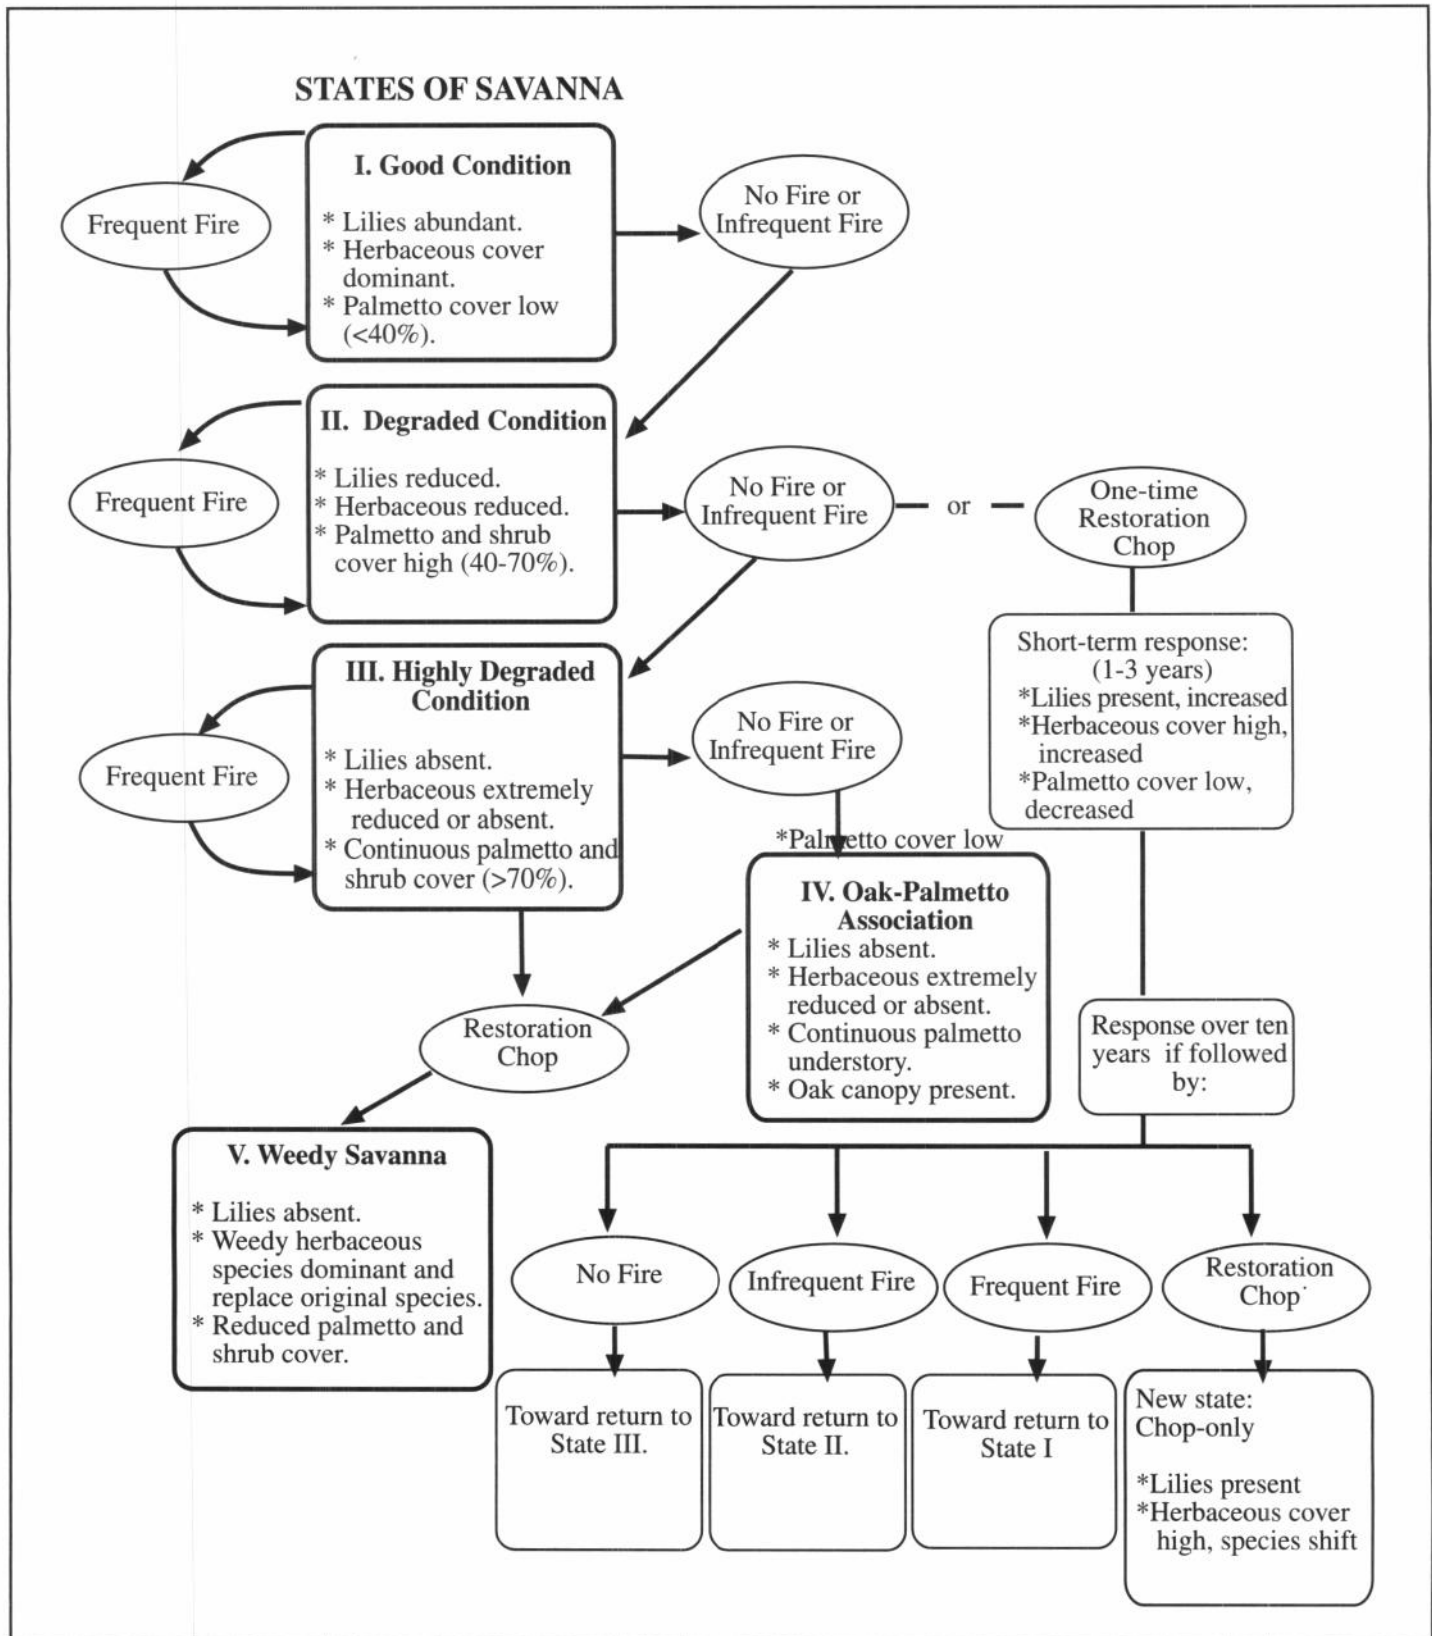 STATES OF SAVANNA
I. Good Condition
* Lilies abundant.
* Herbaceous cover
dominant.
* Palmetto cover low
(<40%).
Frequent Fire
No Fire or
Infrequent Fire
II. Degraded Condition
* Lilies reduced.
* Herbaceous reduced.
* Palmetto and shrub
cover high (40-70%).
Frequent Fire
No Fire or
Infrequent Fire
or
One-time
Restoration
Chop
Short-term response:
(1-3 years)
*Lilies present, increased
*Herbaceous cover high,
increased
*Palmetto cover low,
decreased
III. Highly Degraded
Condition
* Lilies absent.
* Herbaceous extremely
reduced or absent.
* Continuous palmetto and
shrub cover (>70%).
Frequent Fire
No Fire or
Infrequent Fire
*Palmetto cover low
IV. Oak-Palmetto
Association
* Lilies absent.
* Herbaceous extremely
reduced or absent.
* Continuous palmetto
understory.
* Oak canopy present.
Restoration
Chop
Response over ten
years if followed
by:
V. Weedy Savanna
* Lilies absent.
* Weedy herbaceous
species dominant and
replace original species.
* Reduced palmetto and
shrub cover.
No Fire
Infrequent Fire
Frequent Fire
Restoration
Chop
Toward return to
State III.
Toward return to
State II.
Toward return to
State I
New state:
Chop-only
*Lilies present
*Herbaceous cover
high, species shift